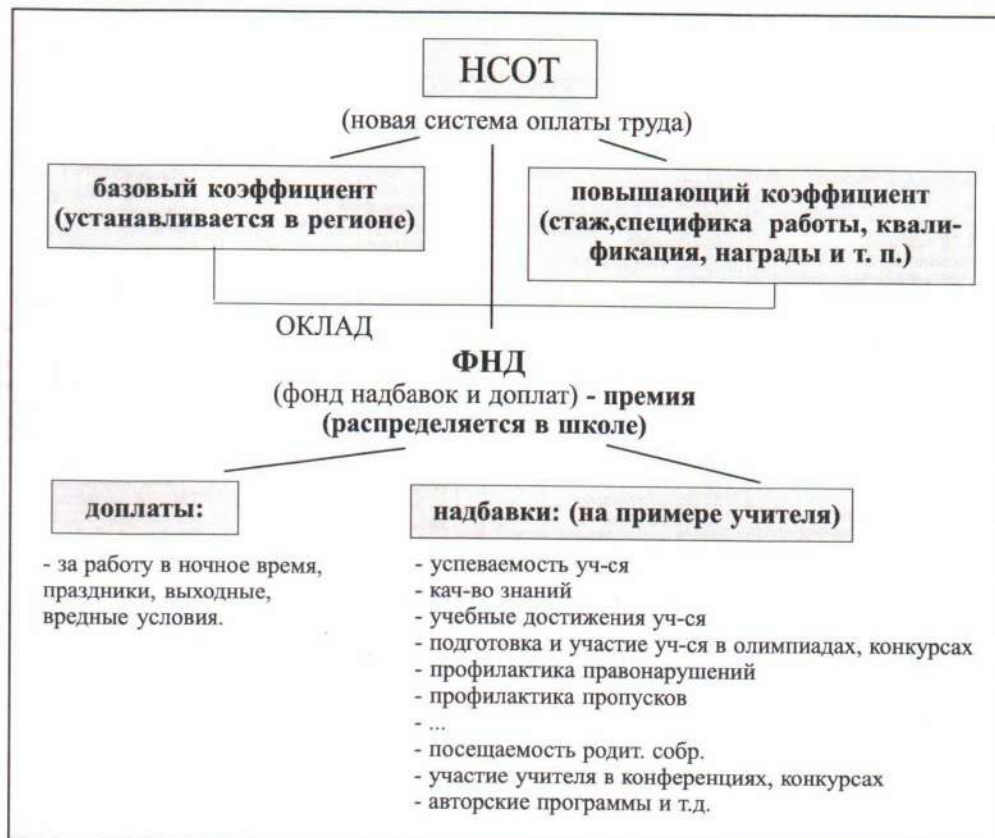 НСОТ
(новая система оплаты труда)
базовый коэффициент
(устанавливается в регионе)
повышающий коэффициент
(стаж,специфика работы, квали-
фикация, награды и т. п.)
ОКЛАД
ФНД
(фонд надбавок и доплат) - премия
(распределяется в школе)
доплаты:
- за работу в ночное время,
праздники, выходные,
вредные условия.
надбавки: (на примере учителя)
- успеваемость уч-ся
- кач-во знаний
- учебные достижения уч-ся
- подготовка и участие уч-ся в олимпиадах, конкурсах
- профилактика правонарушений
- профилактика пропусков
- ...
- посещаемость родит. собр.
- участие учителя в конференциях, конкурсах
- авторские программы и т.д.